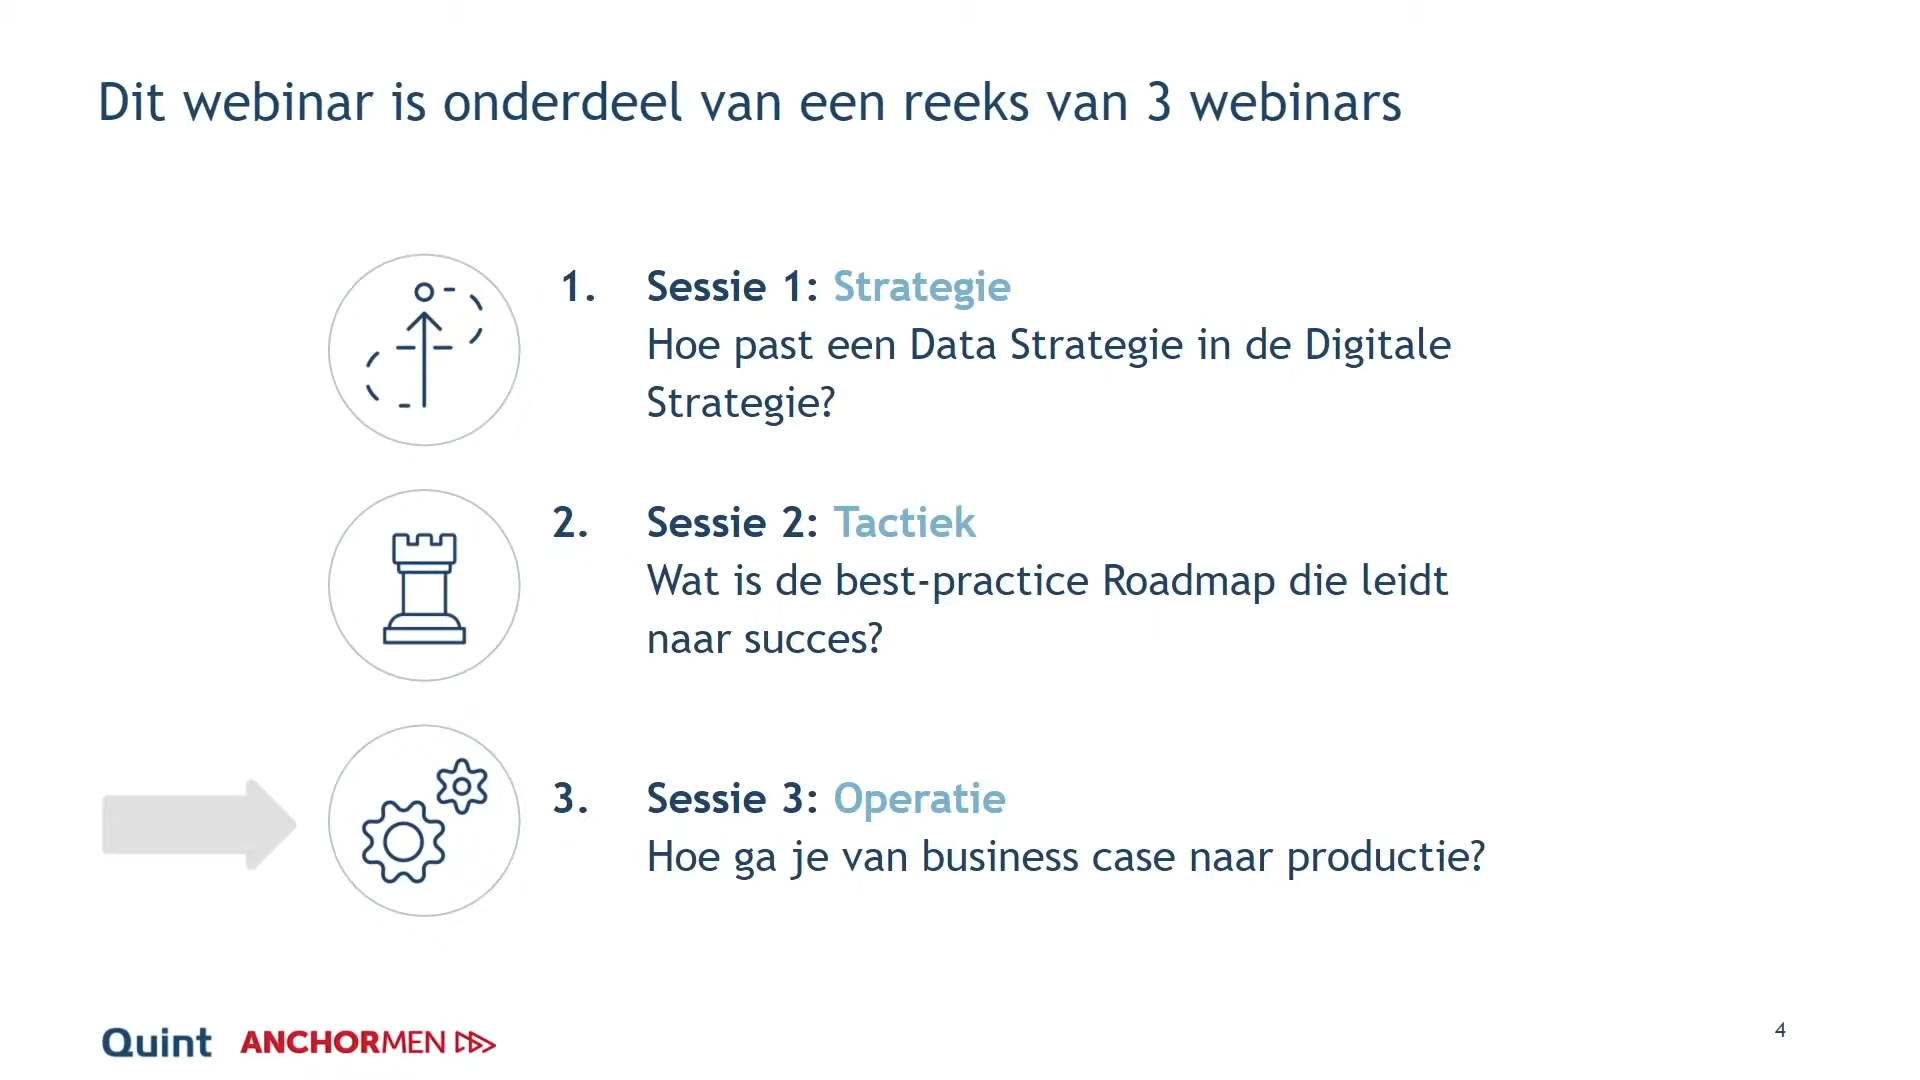 Dit webinar is onderdeel van een reeks van 3 webinars
1. Sessie 1: Strategie
Hoe past een Data Strategie in de Digitale
Strategie?
2. Sessie 2: Tactiek
Wat is de best-practice Roadmap die leidt
naar succes?
3. Sessie 3: Operatie
Hoe ga je van business case naar productie?
Quint ANCHORMEN
4